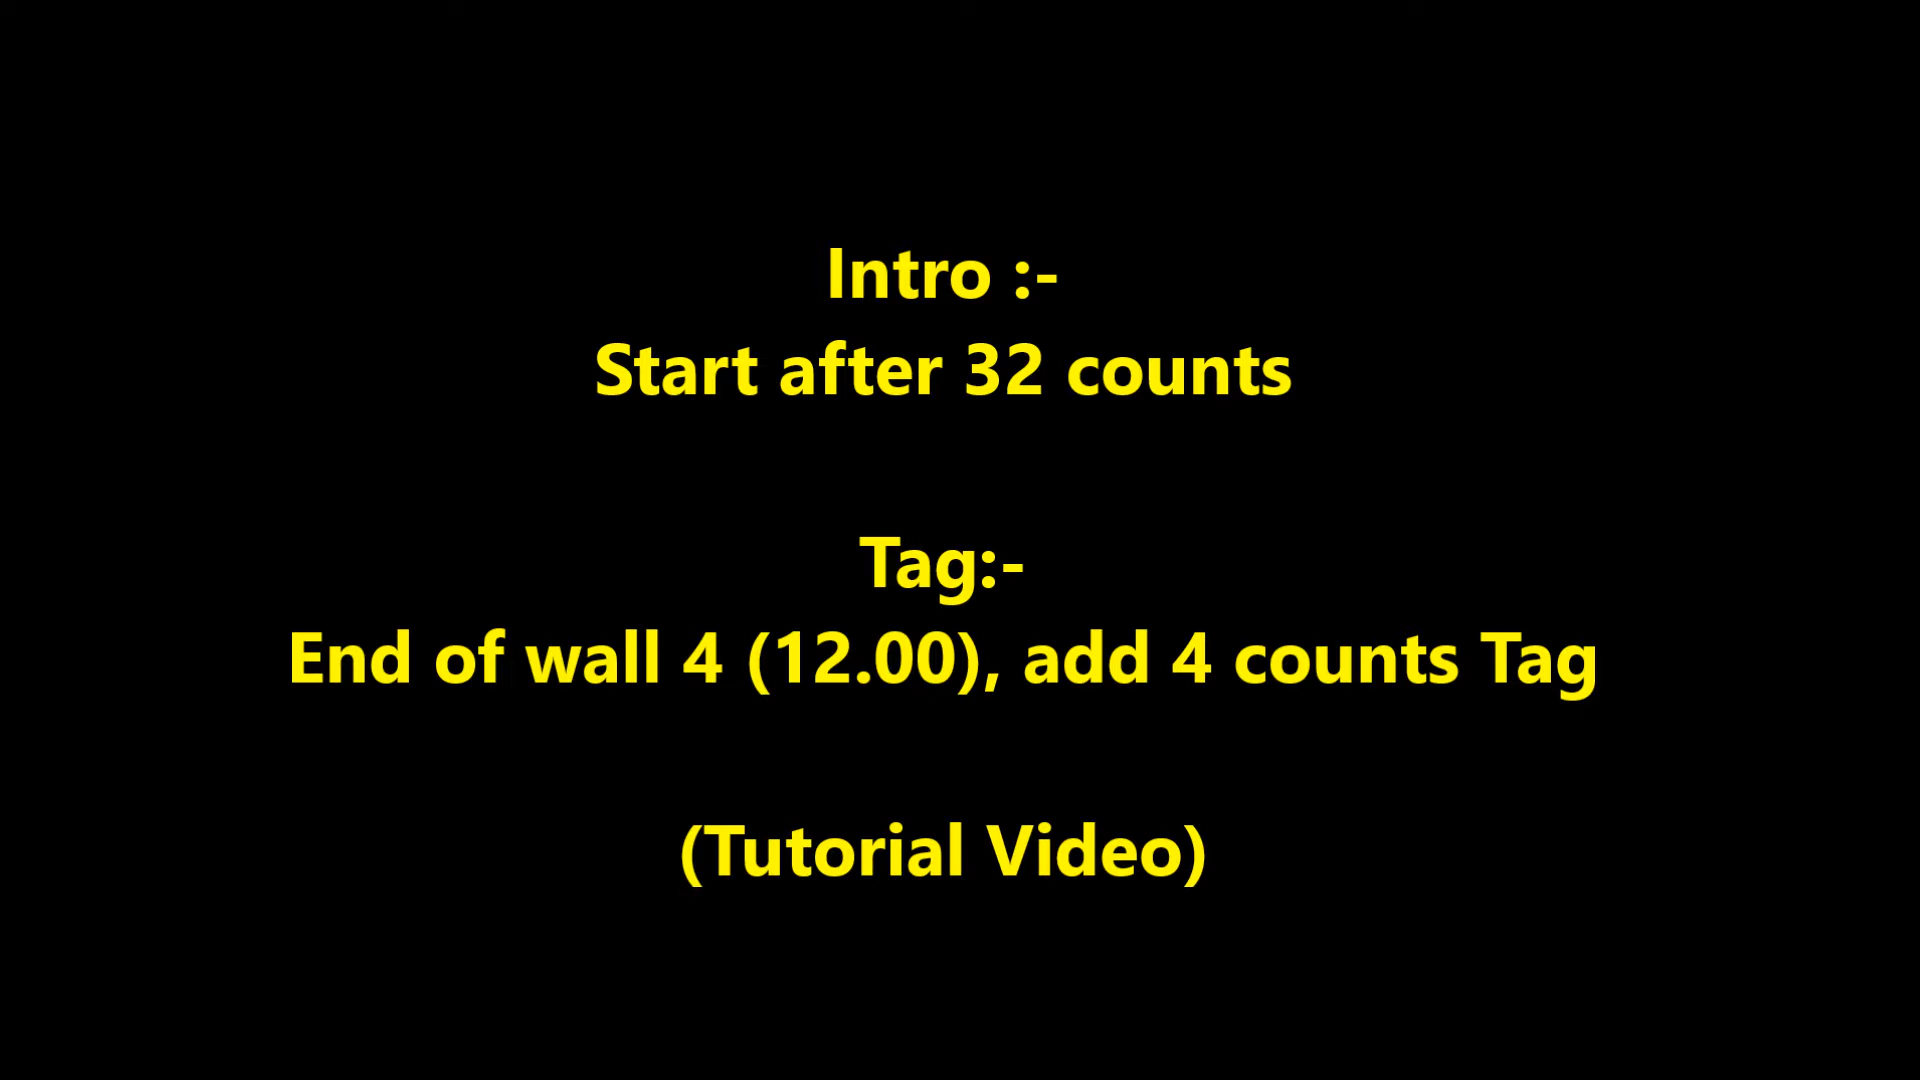 Intro :-
Start after 32 counts
Tag:-
End of wall 4 (12.00), add 4 counts Tag
(Tutorial Video)